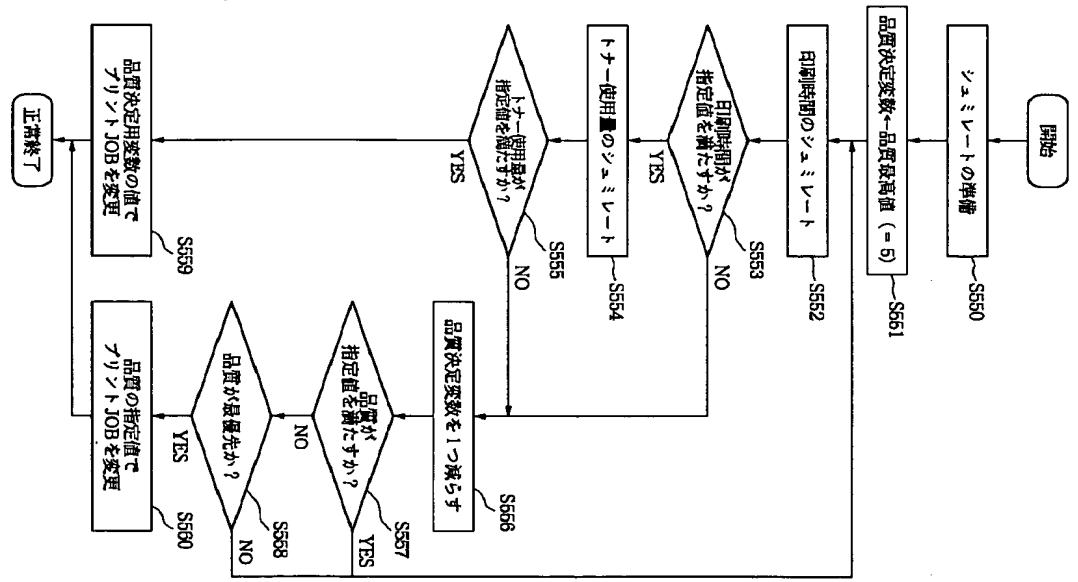 開始
シュミレートの準備
S550
品質決定変数←品質最高値 (=5)
S551
印刷時間のシュミレート
S552
印刷時間が
指定値を満たすか?
S553
YES
NO
トナー使用量のシュミレート
S554
トナー使用量が
指定値を満たすか?
S555
YES
NO
品質決定変数を1つ減らす
S556
品質が
指定値を満たすか?
S557
YES
NO
品質が最優先か?
S558
YES
NO
品質決定用変数の値で
プリントJOBを変更
S559
品質の指定値で
プリントJOBを変更
S560
正常終了